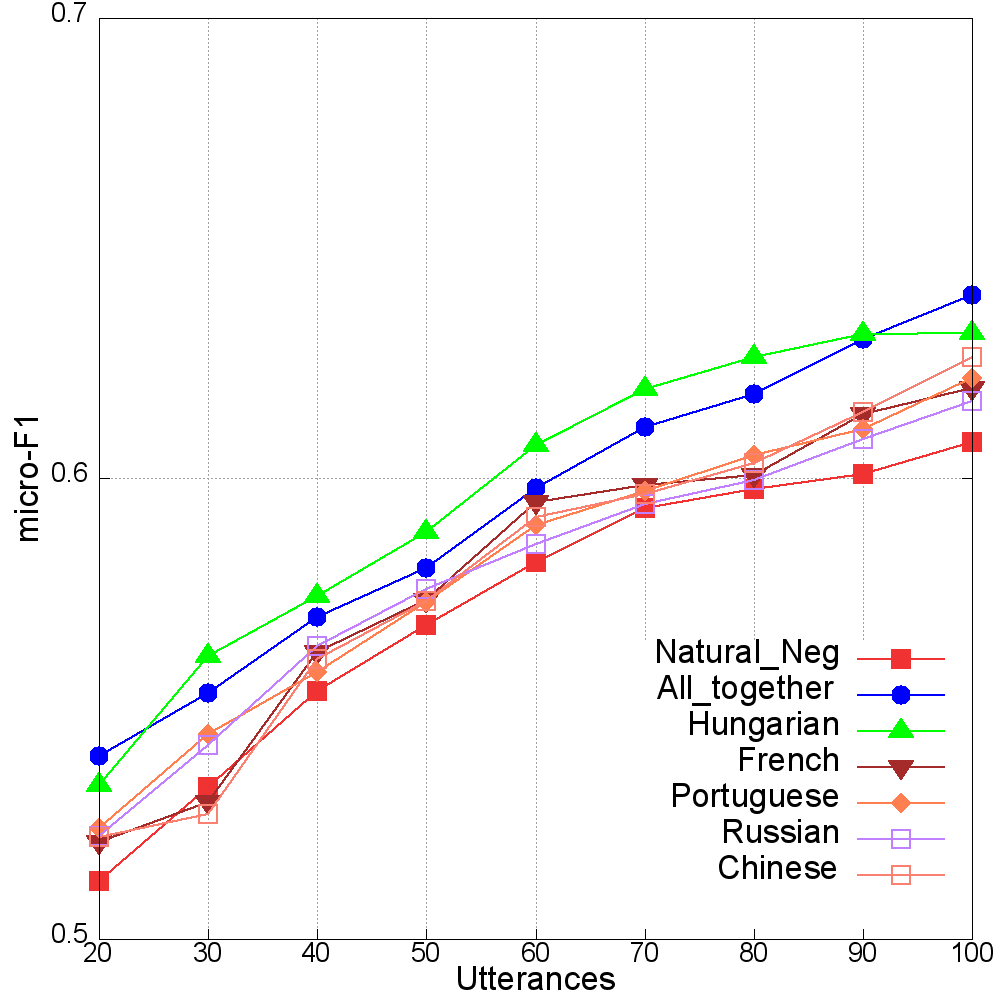 0.7
0.6
0.5
micro-F1
Natural_Neg
All_together
Hungarian
French
Portuguese
Russian
Chinese
20 30 40 50 60 70 80 90 100
Utterances